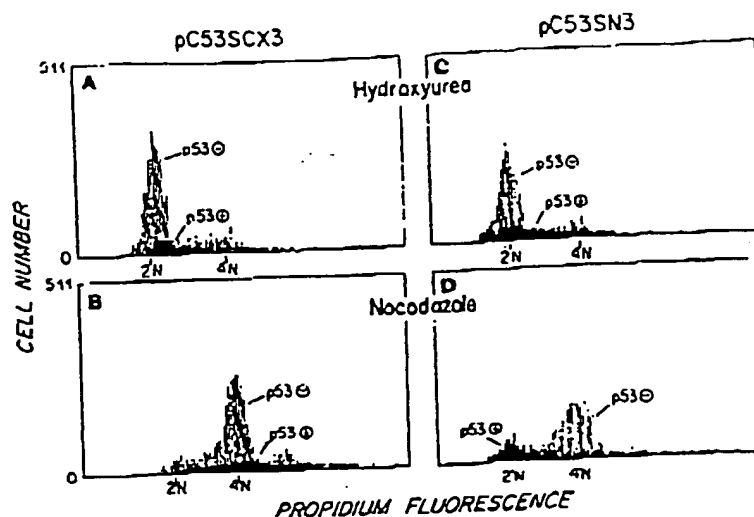 pC53SCX3
pC53SN3
511
A
C
Hydroxyurea
p53⊖
p53⊕
p53⊖
p53⊕
0
2N
4N
2N
4N
CELL NUMBER
511
B
D
Nocodazole
p53⊖
p53⊕
p53⊖
p53⊕
0
2N
4N
2N
4N
PROPIDIUM FLUORESCENCE